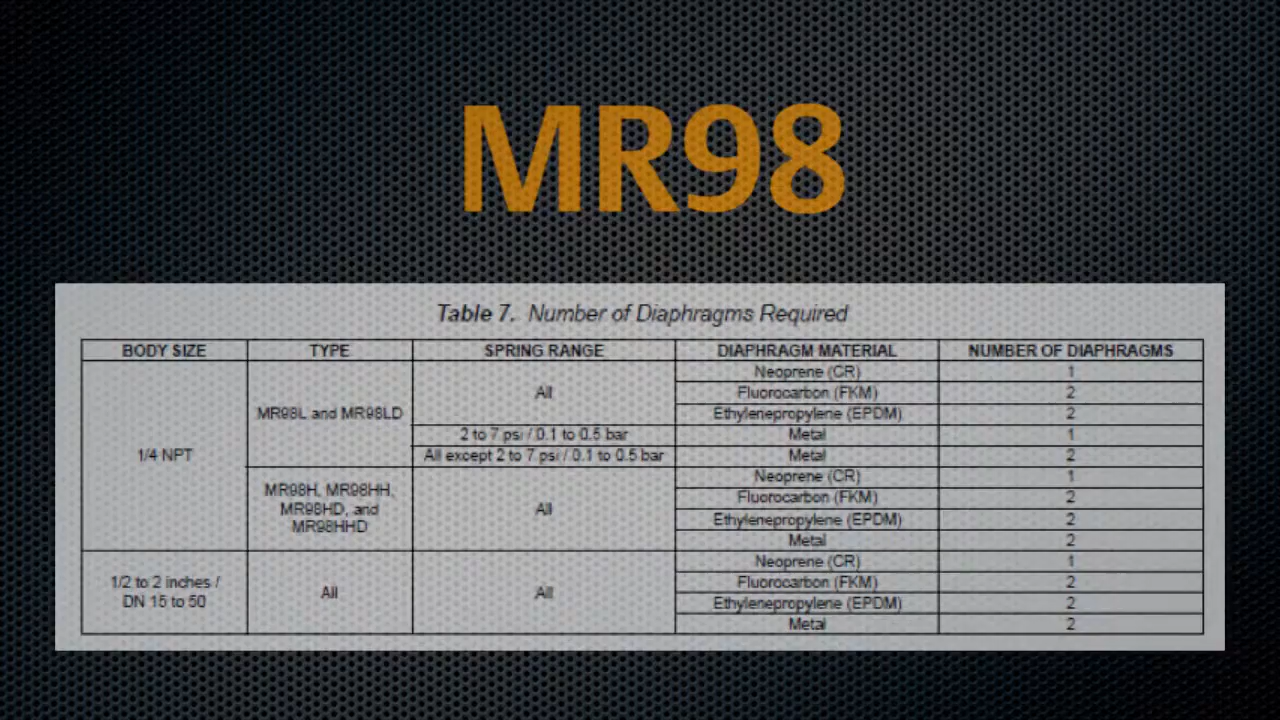 MR98
Table 7. Number of Diaphragms Required
BODY SIZE TYPE SPRING RANGE DIAPHRAGM MATERIAL NUMBER OF DIAPHRAGMS
1/4 NPT
MR98L and MR98LD
All
Neoprene (CR) 1
Fluorocarbon (FKM) 2
Ethylenepropylene (EPDM) 2
2 to 7 psi / 0.1 to 0.5 bar Metal 1
All except 2 to 7 psi / 0.1 to 0.5 bar Metal 2
MR98H, MR98HH,
MR98HD, and
MR98HHD
All
Neoprene (CR) 1
Fluorocarbon (FKM) 2
Ethylenepropylene (EPDM) 2
Metal 2
1/2 to 2 inches /
DN 15 to 50
All
All
Neoprene (CR) 1
Fluorocarbon (FKM) 2
Ethylenepropylene (EPDM) 2
Metal 2